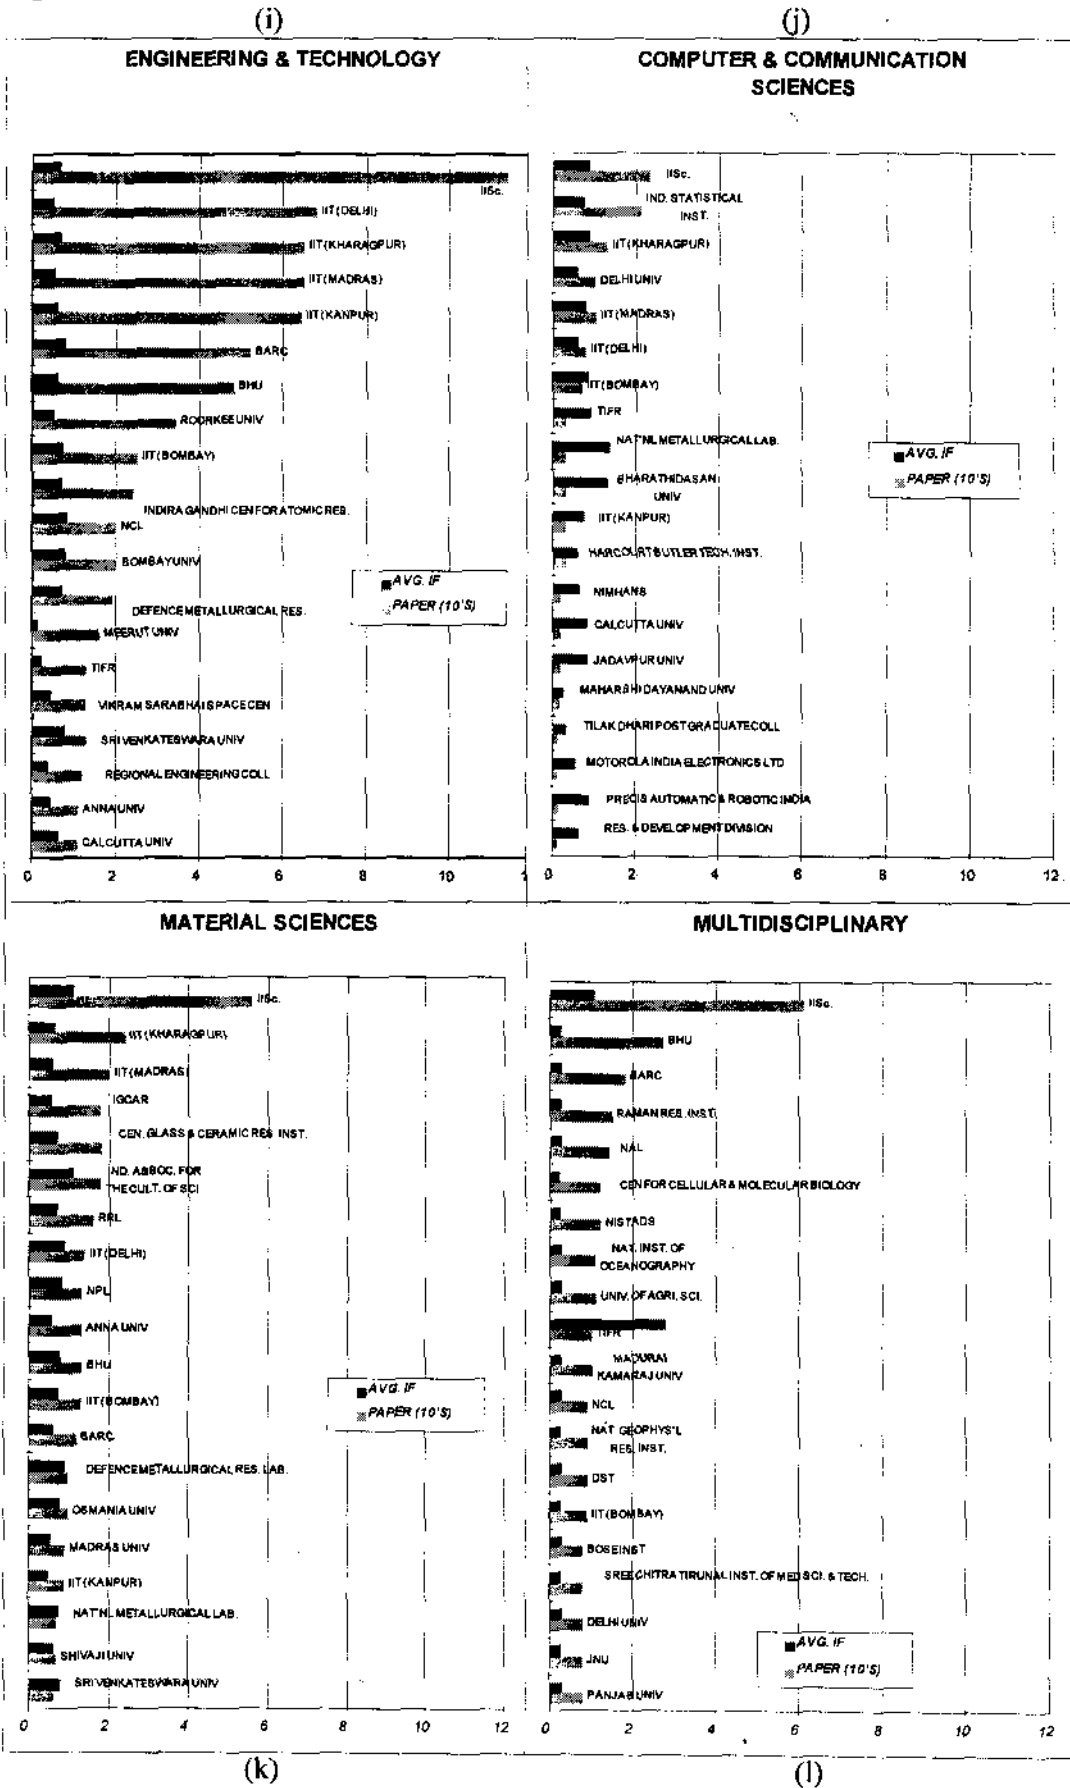 (i)
ENGINEERING & TECHNOLOGY
IISc.
IIT(DELHI)
IIT(KHARAGPUR)
IIT(MADRAS)
IIT(KANPUR)
BARC
BHU
ROORKEE UNIV
IIT(BOMBAY)
INDIRA GANDHI CEN FOR ATOMIC RES.
NCL
BOMBAY UNIV
DEFENCE METALLURGICAL RES.
MEERUT UNIV
TIFR
VIKRAM SARABHAI SPACE CEN
SRI VENKATESWARA UNIV
REGIONAL ENGINEERING COLL
ANNA UNIV
CALCUTTA UNIV
AVG. IF
PAPER (10'S)
0 2 4 6 8 10 1
(j)
COMPUTER & COMMUNICATION
SCIENCES
IISc.
IND. STATISTICAL
INST.
IIT(KHARAGPUR)
DELHI UNIV
IIT(MADRAS)
IIT(DELHI)
IIT(BOMBAY)
TIFR
NAT'NL METALLURGICAL LAB.
BHARATHIDASAN
UNIV
IIT(KANPUR)
HARCOURT BUTLER TECH. INST.
NIMHANS
CALCUTTA UNIV
JADAVPUR UNIV
MAHARSHI DAYANAND UNIV
TILAK DHARI POST GRADUATE COLL
MOTOROLA INDIA ELECTRONICS LTD
PRECIS AUTOMATIC & ROBOTIC INDIA
RES. & DEVELOPMENT DIVISION
AVG. IF
PAPER (10'S)
0 2 4 6 8 10 12
MATERIAL SCIENCES
IISc.
IIT(KHARAGPUR)
IIT(MADRAS)
IGCAR
CEN. GLASS & CERAMIC RES. INST.
IND. ASSOC. FOR
THE CULT. OF SCI
RRL
IIT(DELHI)
NPL
ANNA UNIV
BHU
IIT(BOMBAY)
BARC
DEFENCE METALLURGICAL RES. LAB.
OSMANIA UNIV
MADRAS UNIV
IIT(KANPUR)
NAT'NL METALLURGICAL LAB.
SHIVAJI UNIV
SRI VENKATESWARA UNIV
AVG. IF
PAPER (10'S)
0 2 4 6 8 10 12
(k)
MULTIDISCIPLINARY
IISc.
BHU
BARC
RAMAN RES. INST.
NAL
CEN FOR CELLULAR & MOLECULAR BIOLOGY
NISTADS
NAT. INST. OF
OCEANOGRAPHY
UNIV. OF AGRI. SCI.
TIFR
MADURAI
KAMARAJ UNIV
NCL
NAT GEOPHYS'L
RES. INST.
DST
IIT(BOMBAY)
BOSE INST
SREE CHITRA TIRUNAL INST. OF MED SCI. & TECH.
DELHI UNIV
JNU
PANJAB UNIV
AVG. IF
PAPER (10'S)
0 2 4 6 8 10 12
(l)